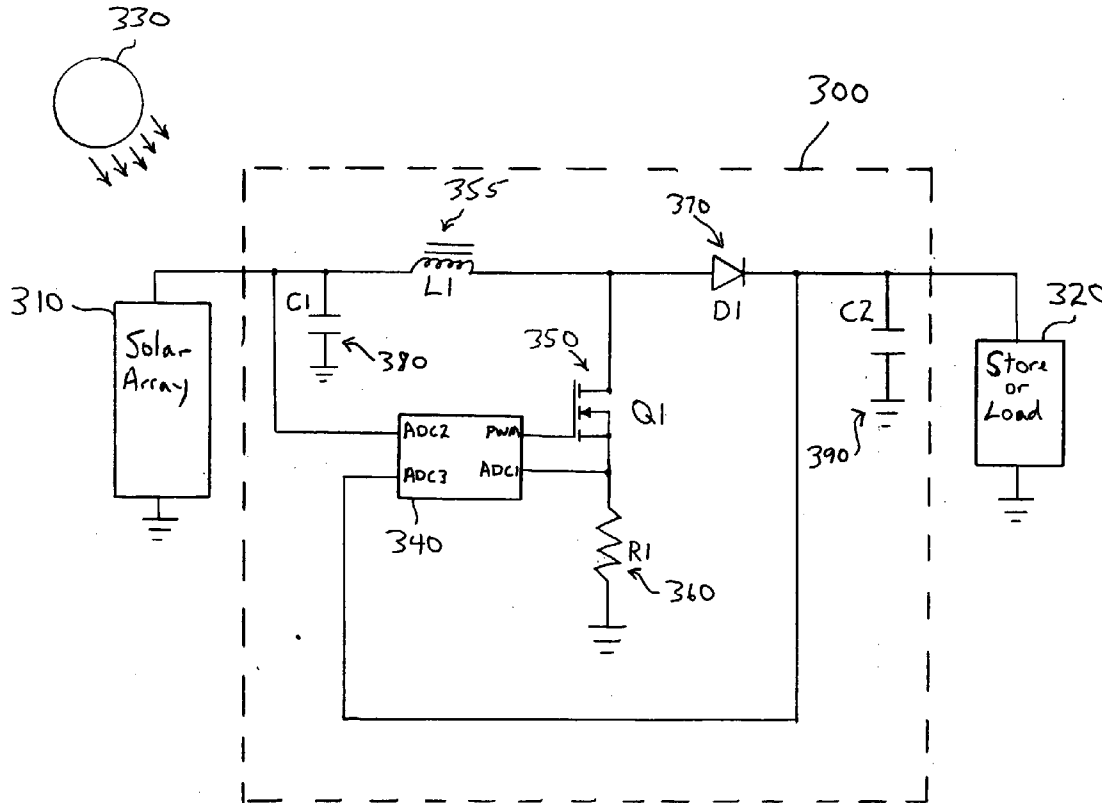 330
300
355
370
310
Solar
Array
C1
380
L1
350
D1
C2
320
Store
or
Load
Q1
390
ADC2
PWM
ADC3
ADC1
340
R1
360